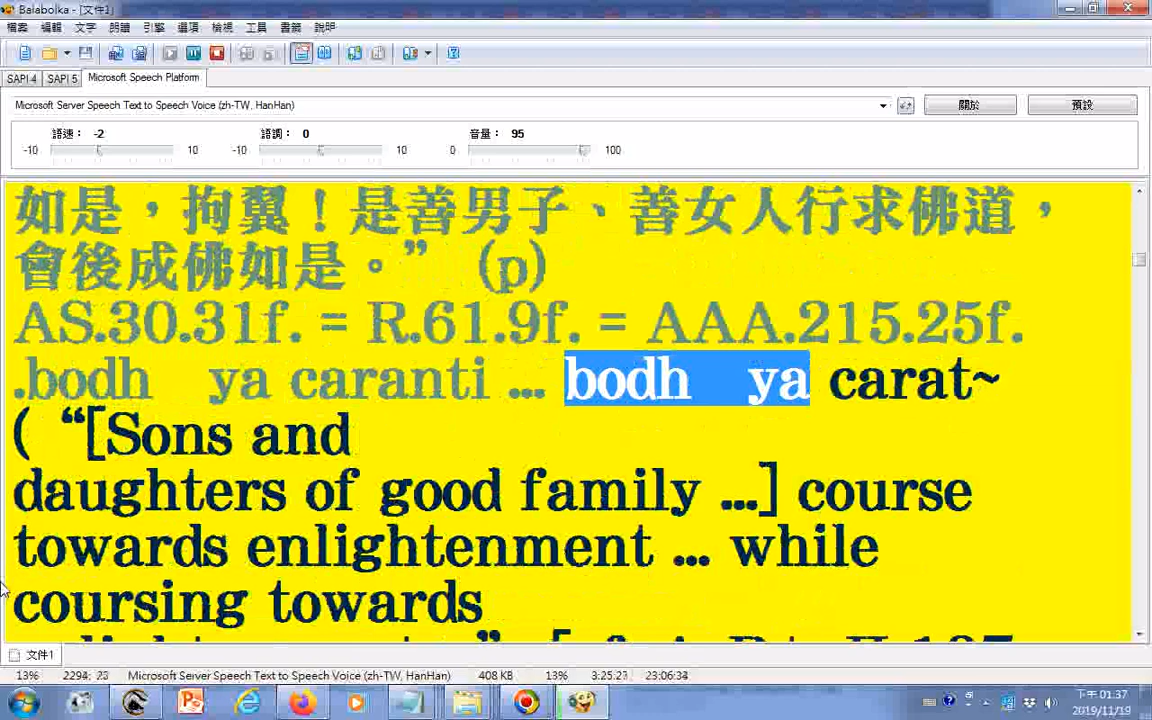 Balabolka - [文件1]
檔案 編輯 文字 朗讀 引擎 選項 檢視 工具 書籤 說明
SAPI 4 SAPI 5 Microsoft Speech Platform
Microsoft Server Speech Text to Speech Voice (zh-TW, HanHan) 關於 預設
語速： -2 語調： 0 音量： 95
-10 10 -10 10 0 100
如是，拘翼！是善男子、善女人行求佛道，
會後成佛如是。” (p)
AS.30.31f. = R.61.9f. = AAA.215.25f.
.bodh ya caranti ... bodh ya carat~
( “[Sons and
daughters of good family ...] course
towards enlightenment ... while
coursing towards
文件1
13% 2294; 23 Microsoft Server Speech Text to Speech Voice (zh-TW, HanHan) 408 KB 13% 3:25:23 23:06:34
下午 01:37
2019/11/19